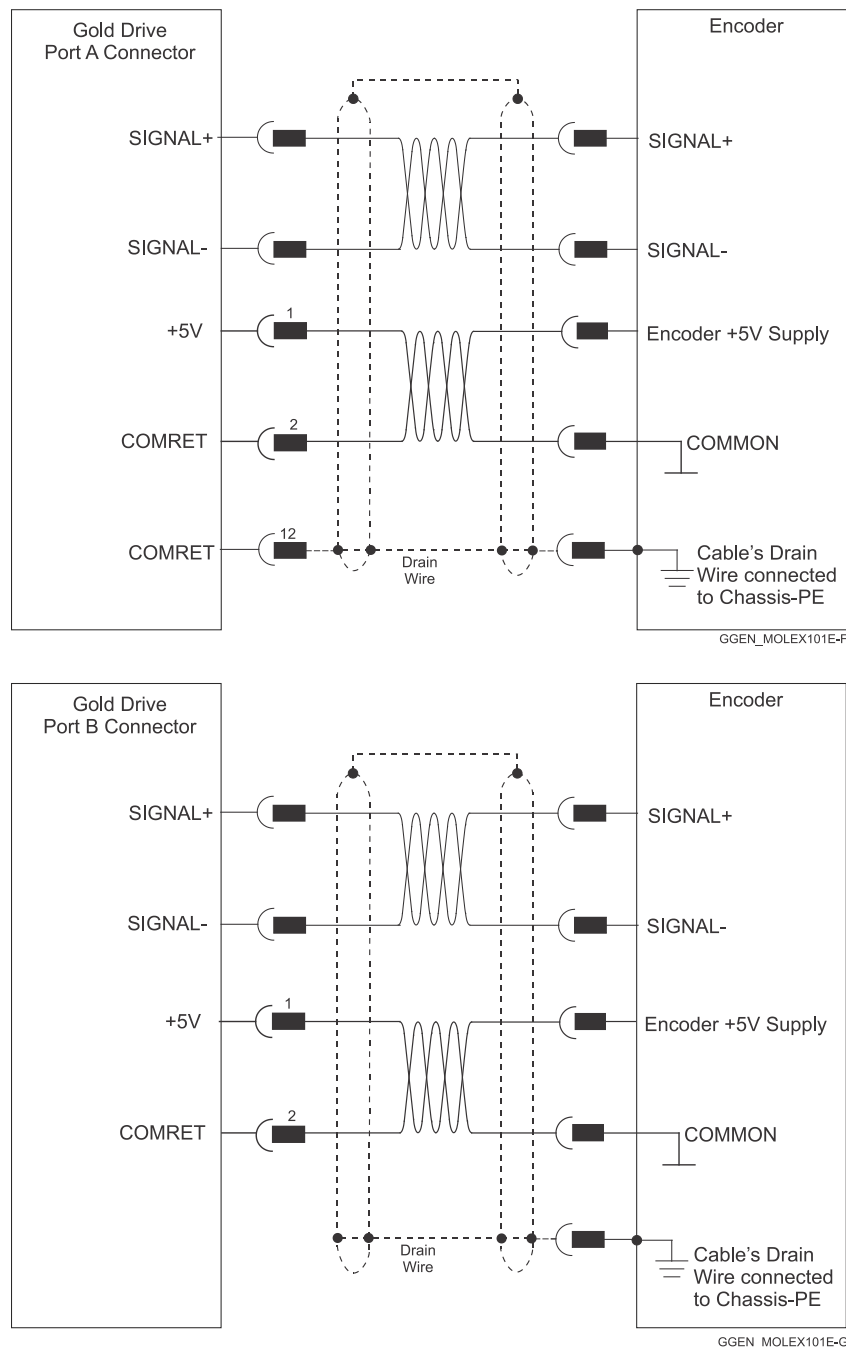 Gold Drive
Port A Connector
Encoder
SIGNAL+
SIGNAL+
SIGNAL-
SIGNAL-
+5V
1
Encoder +5V Supply
COMRET
2
COMMON
COMRET
12
Drain
Wire
Cable's Drain
Wire connected
to Chassis-PE
GGEN_MOLEX101E-F
Gold Drive
Port B Connector
Encoder
SIGNAL+
SIGNAL+
SIGNAL-
SIGNAL-
+5V
1
Encoder +5V Supply
COMRET
2
COMMON
Drain
Wire
Cable's Drain
Wire connected
to Chassis-PE
GGEN_MOLEX101E-G